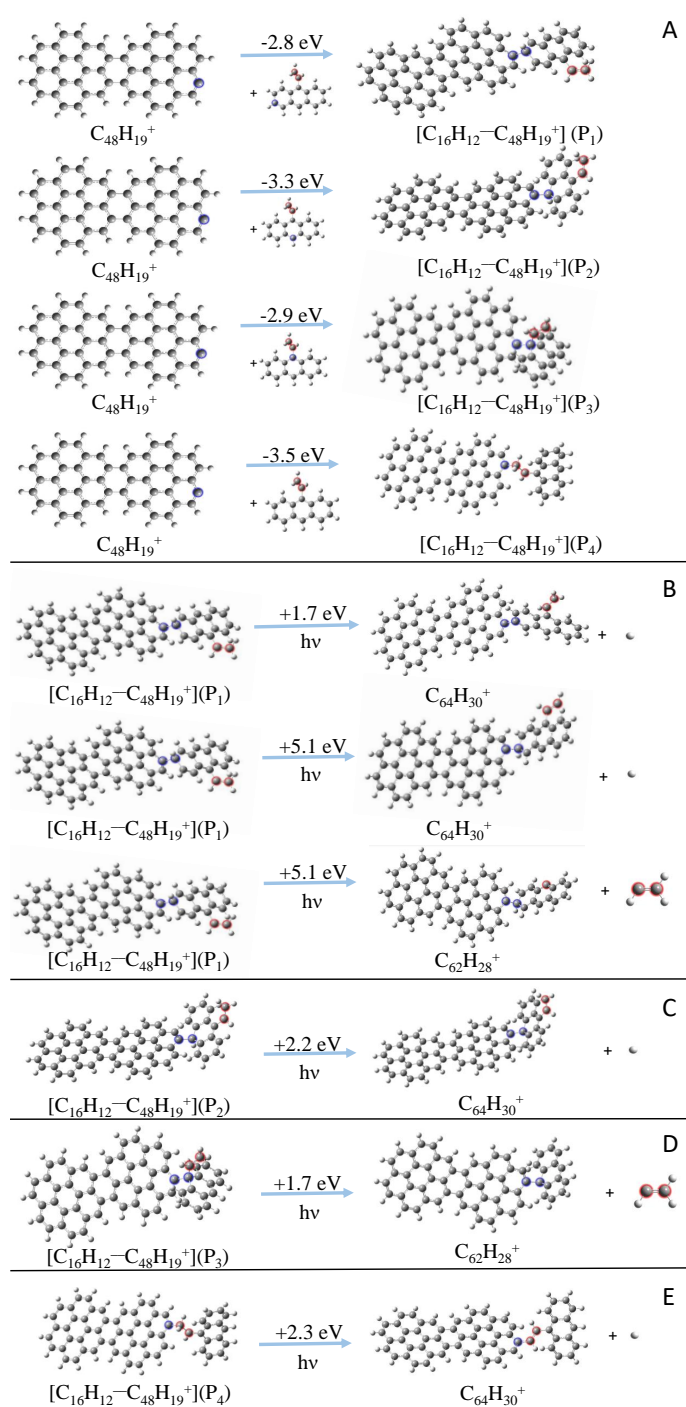 A
-2.8 eV
+
C₄₈H₁₉⁺
[C₁₆H₁₂—C₄₈H₁₉⁺] (P₁)
-3.3 eV
+
C₄₈H₁₉⁺
[C₁₆H₁₂—C₄₈H₁₉⁺](P₂)
-2.9 eV
+
C₄₈H₁₉⁺
[C₁₆H₁₂—C₄₈H₁₉⁺](P₃)
-3.5 eV
+
C₄₈H₁₉⁺
[C₁₆H₁₂—C₄₈H₁₉⁺](P₄)
B
+1.7 eV
hν
+
[C₁₆H₁₂—C₄₈H₁₉⁺](P₁)
C₆₄H₃₀⁺
+5.1 eV
hν
+
[C₁₆H₁₂—C₄₈H₁₉⁺](P₁)
C₆₄H₃₀⁺
+5.1 eV
hν
+
[C₁₆H₁₂—C₄₈H₁₉⁺](P₁)
C₆₂H₂₈⁺
C
+2.2 eV
hν
+
[C₁₆H₁₂—C₄₈H₁₉⁺](P₂)
C₆₄H₃₀⁺
D
+1.7 eV
hν
+
[C₁₆H₁₂—C₄₈H₁₉⁺](P₃)
C₆₂H₂₈⁺
E
+2.3 eV
hν
+
[C₁₆H₁₂—C₄₈H₁₉⁺](P₄)
C₆₄H₃₀⁺